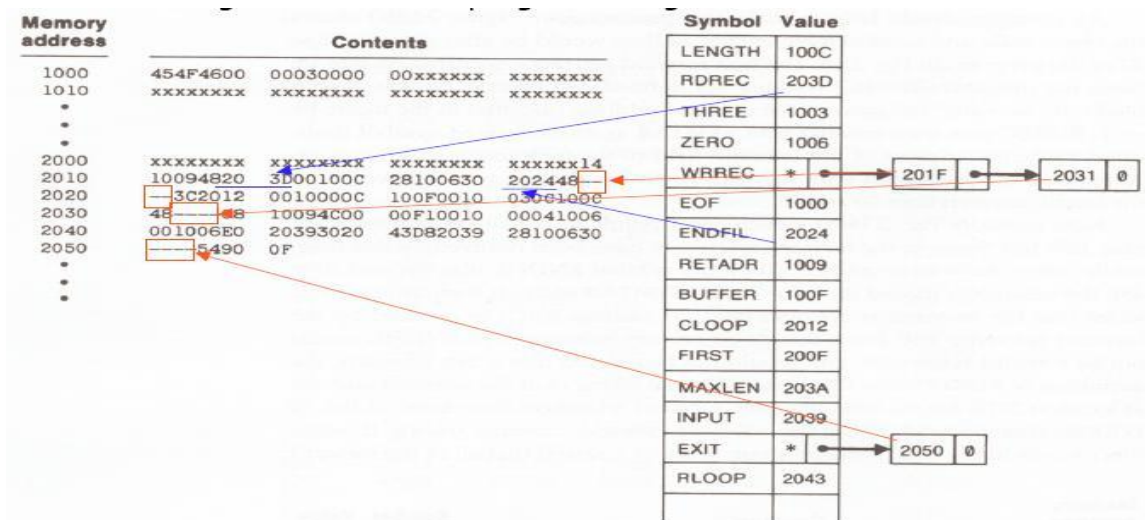 Memory address
Contents
1000 454F4600 00030000 00xxxxxx xxxxxxxx
1010 xxxxxxxx xxxxxxxx xxxxxxxx xxxxxxxx
•
•
•
2000 xxxxxxxx xxxxxxxx xxxxxxxx xxxxxx14
2010 10094820 3D00100C 28100630 202448--
2020 --3C2012 0010000C 100F0010 030C100C
2030 48----08 10094C00 00F10010 00041006
2040 001006E0 20393020 43D82039 28100630
2050 ----5490 0F
•
•
•
Symbol Value
LENGTH 100C
RDREC 203D
THREE 1003
ZERO 1006
WRREC * 201F 2031 Ø
EOF 1000
ENDFIL 2024
RETADR 1009
BUFFER 100F
CLOOP 2012
FIRST 200F
MAXLEN 203A
INPUT 2039
EXIT * 2050 Ø
RLOOP 2043